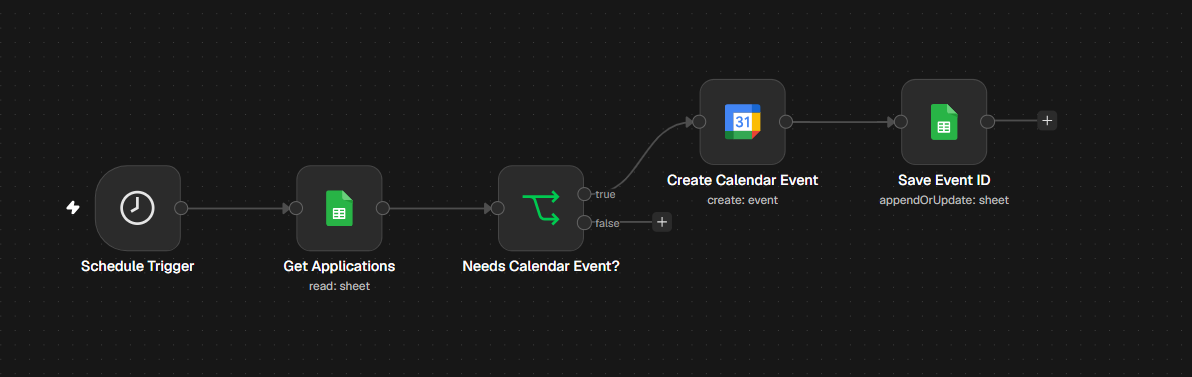 31
Create Calendar Event
create: event
Save Event ID
appendOrUpdate: sheet
Schedule Trigger
Get Applications
read: sheet
Needs Calendar Event?
true
false